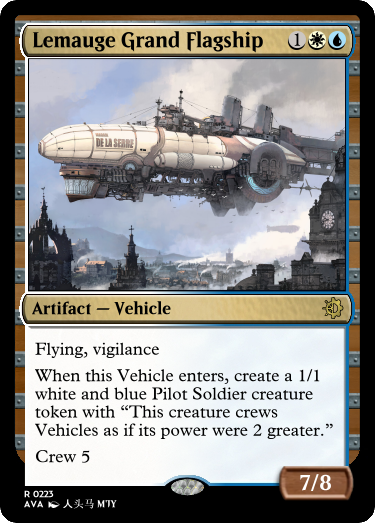 Lemauge Grand Flagship 1
DE LA SERRE
Artifact — Vehicle
Flying, vigilance
When this Vehicle enters, create a 1/1
white and blue Pilot Soldier creature
token with “This creature crews
Vehicles as if its power were 2 greater.”
Crew 5
7/8
R 0223
AVA 人头马 M'JY